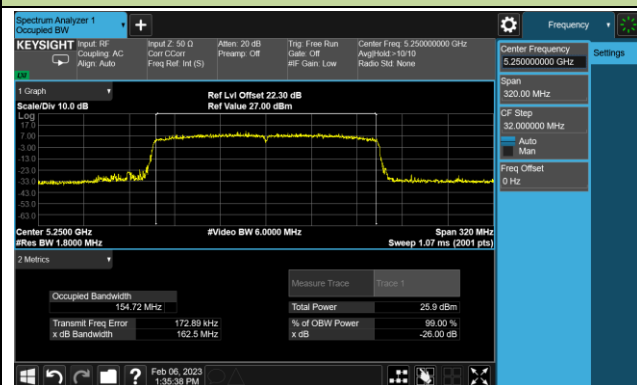 Spectrum Analyzer 1
Occupied BW
Frequency
KEYSIGHT
Input: RF
Coupling: AC
Align: Auto
Input Z: 50 Ω
Corr CCorr
Freq Ref: Int (S)
Atten: 20 dB
Preamp: Off
Trig: Free Run
Gate: Off
#IF Gain: Low
Center Freq: 5.250000000 GHz
Avg|Hold:>10/10
Radio Std: None
Center Frequency
5.250000000 GHz
Settings
Span
320.00 MHz
CF Step
32.000000 MHz
Auto
Man
Freq Offset
0 Hz
1 Graph
Scale/Div 10.0 dB
Ref Lvl Offset 22.30 dB
Ref Value 27.00 dBm
Log
17.0
7.00
-3.00
-13.0
-23.0
-33.0
-43.0
-53.0
-63.0
Center 5.2500 GHz
#Res BW 1.8000 MHz
#Video BW 6.0000 MHz
Span 320 MHz
Sweep 1.07 ms (2001 pts)
2 Metrics
Measure Trace
Trace 1
Occupied Bandwidth
154.72 MHz
Total Power
25.9 dBm
Transmit Freq Error
172.89 kHz
% of OBW Power
99.00 %
x dB Bandwidth
162.5 MHz
x dB
-26.00 dB
?
Feb 06, 2023
1:35:38 PM